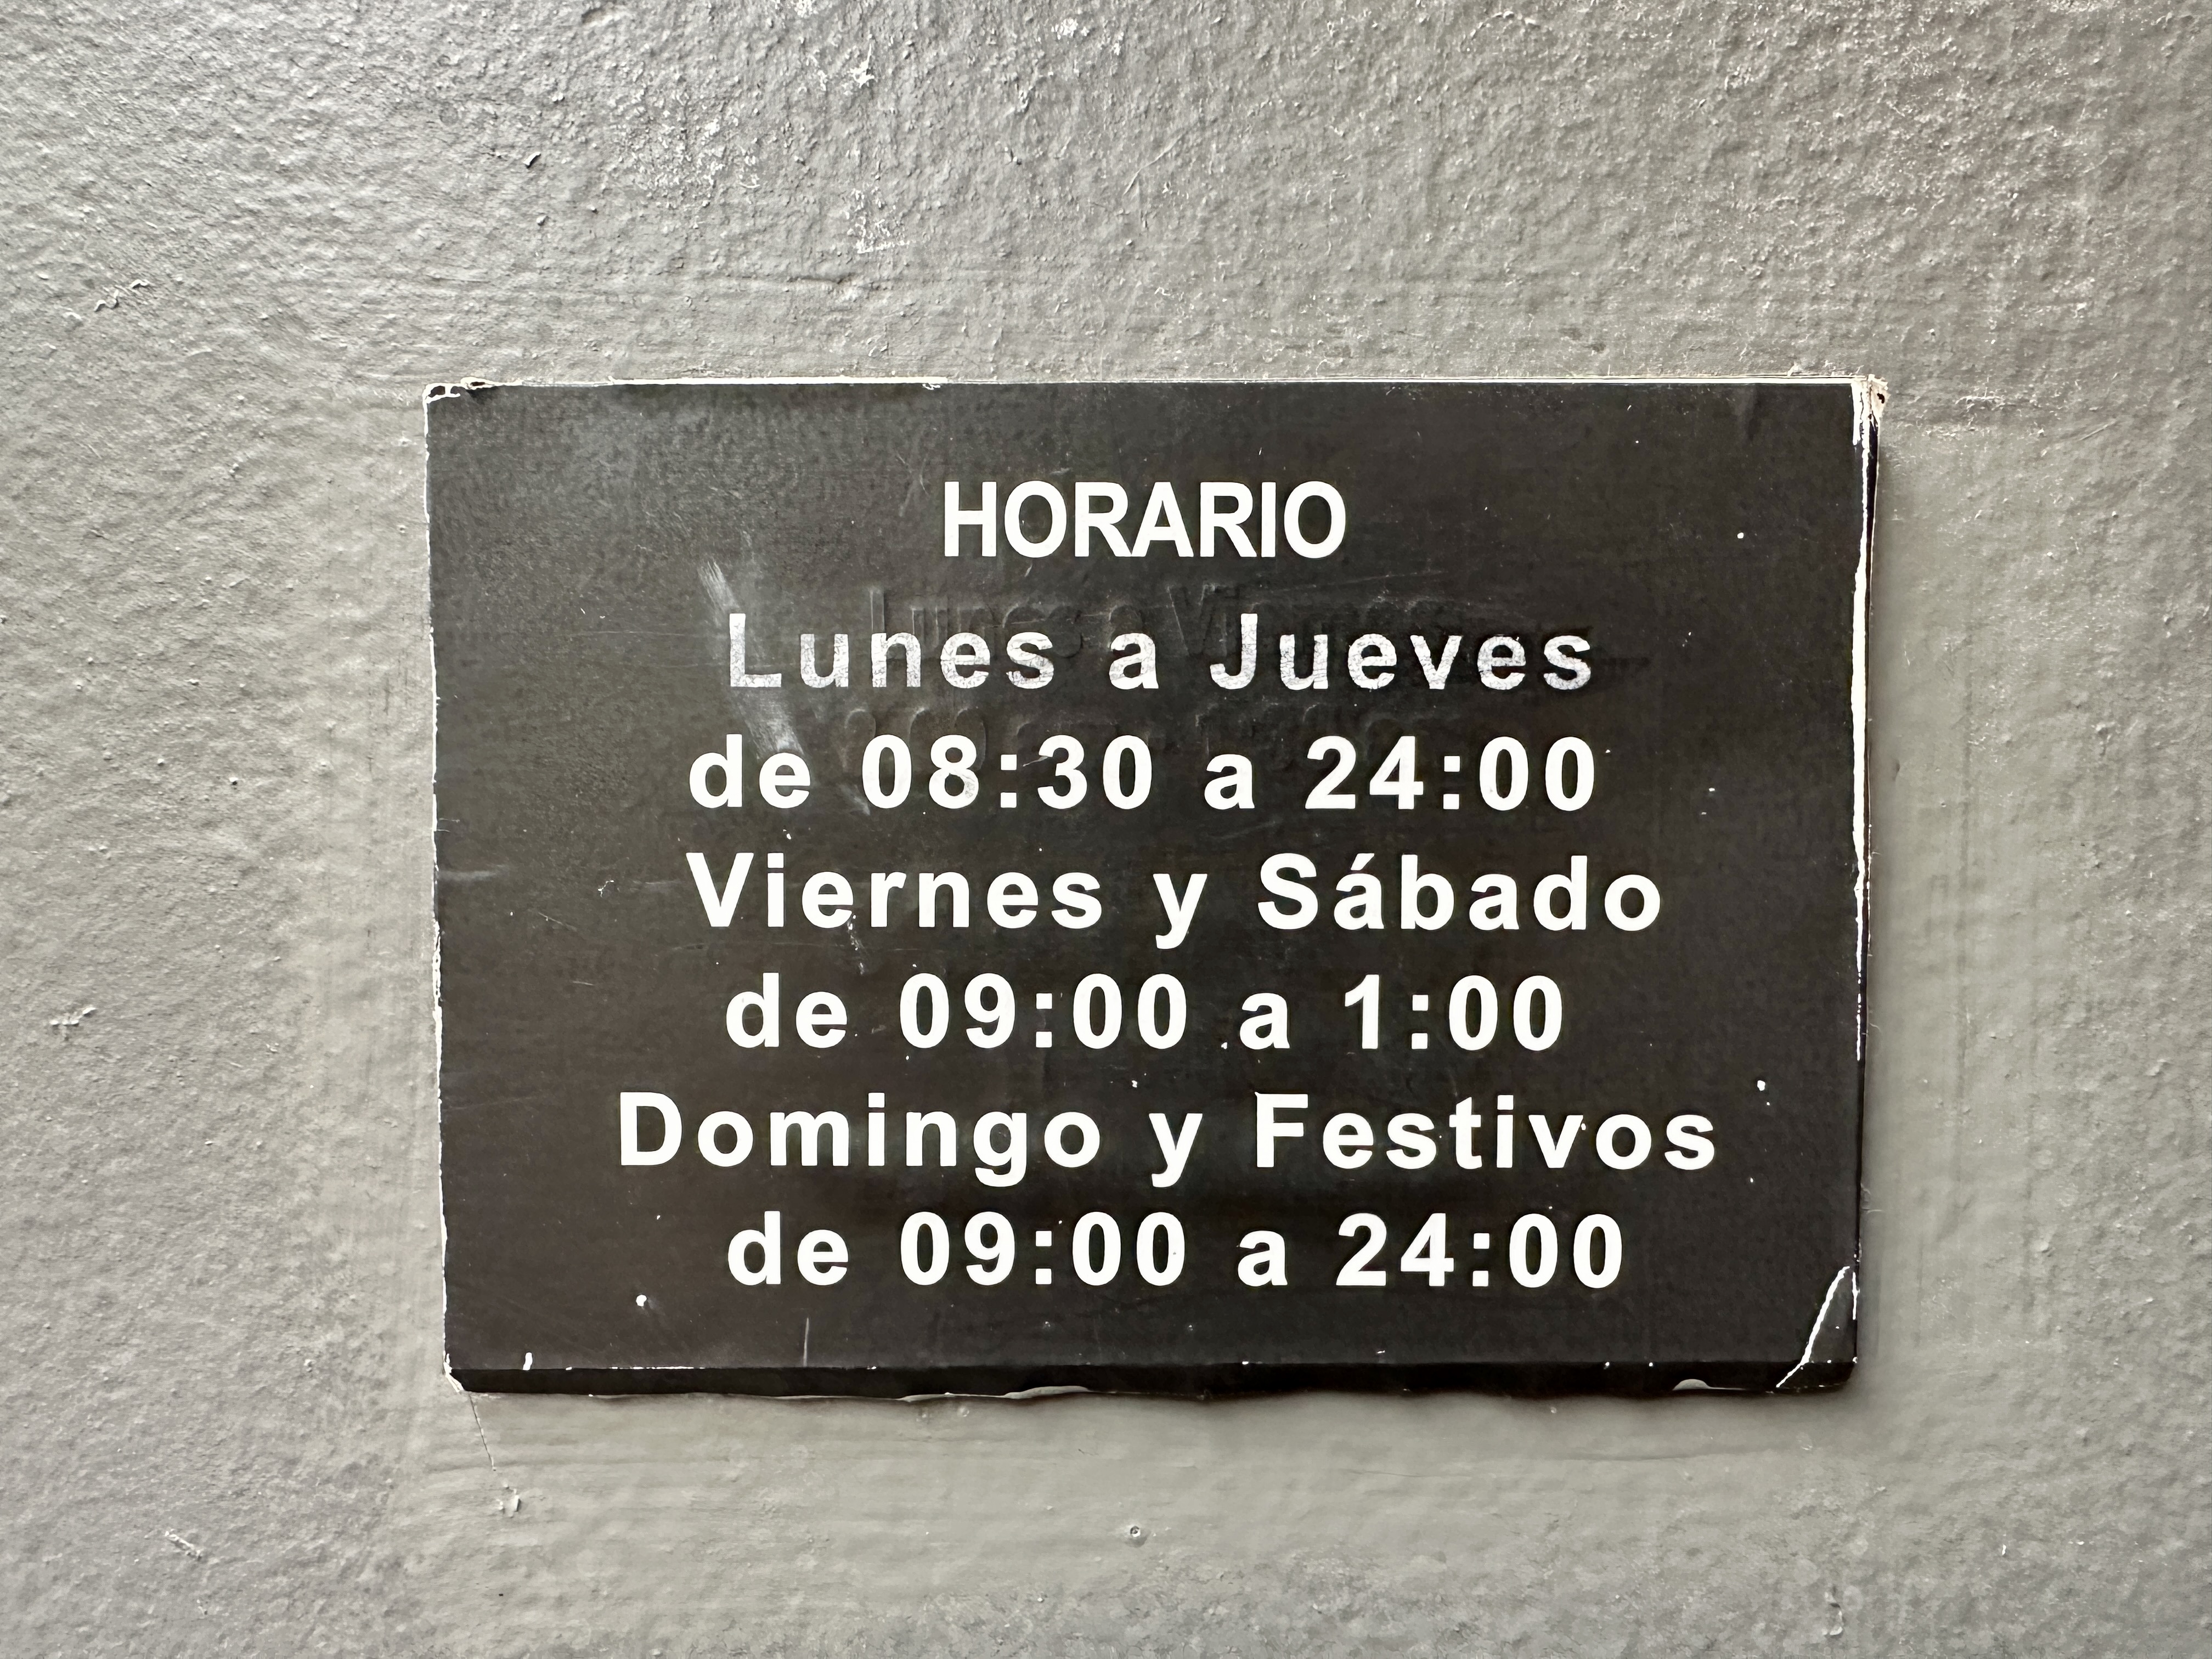 HORARIO
Lunes a Jueves
de 08:30 a 24:00
Viernes y Sábado
de 09:00 a 1:00
Domingo y Festivos
de 09:00 a 24:00